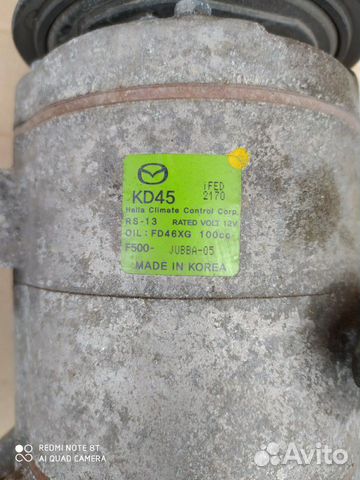 KD45 iFED
2170
Halla Climate Control Corp.
RS-13 RATED VOLT 12V
OIL: FD46XG 100cc
F500- JUBBA-05
MADE IN KOREA
REDMI NOTE 8T
AI QUAD CAMERA
Avito